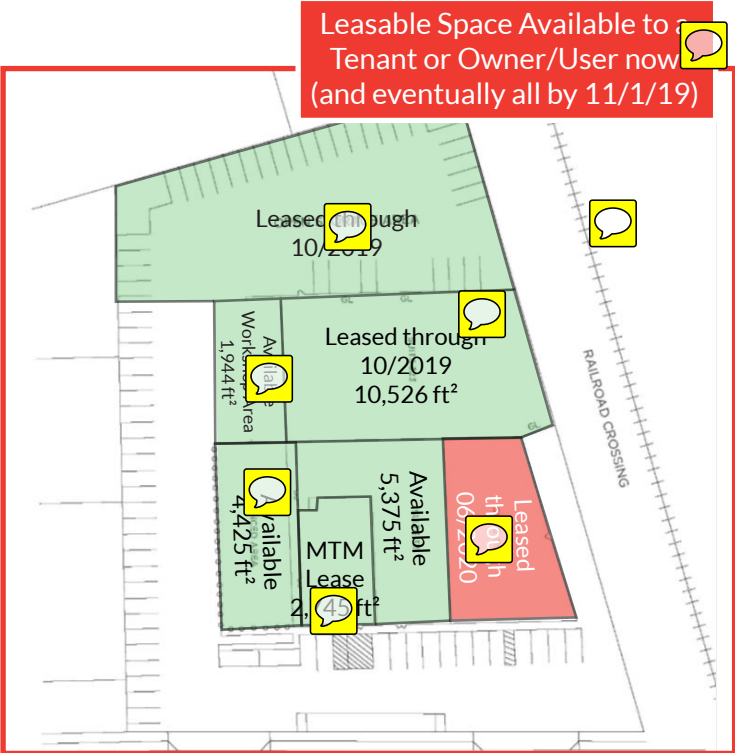 Leasable Space Available to a
Tenant or Owner/User now
(and eventually all by 11/1/19)
Leased through
10/2019
Leased through
10/2019
10,526 ft²
Available
Workshop Area
1,944 ft²
Available
4,425 ft²
MTM
Lease
ft²
Available
5,375 ft²
Leased
through
06/2020
RAILROAD CROSSING